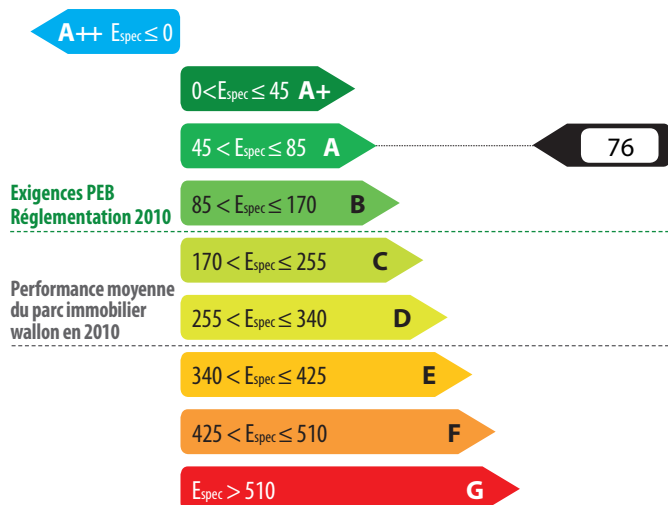 A++ Espec ≤ 0
0<Espec ≤ 45 A+
45 < Espec ≤ 85 A
76
Exigences PEB
Réglementation 2010
85 < Espec ≤ 170 B
170 < Espec ≤ 255 C
Performance moyenne
du parc immobilier
wallon en 2010
255 < Espec ≤ 340 D
340 < Espec ≤ 425 E
425 < Espec ≤ 510 F
Espec > 510 G